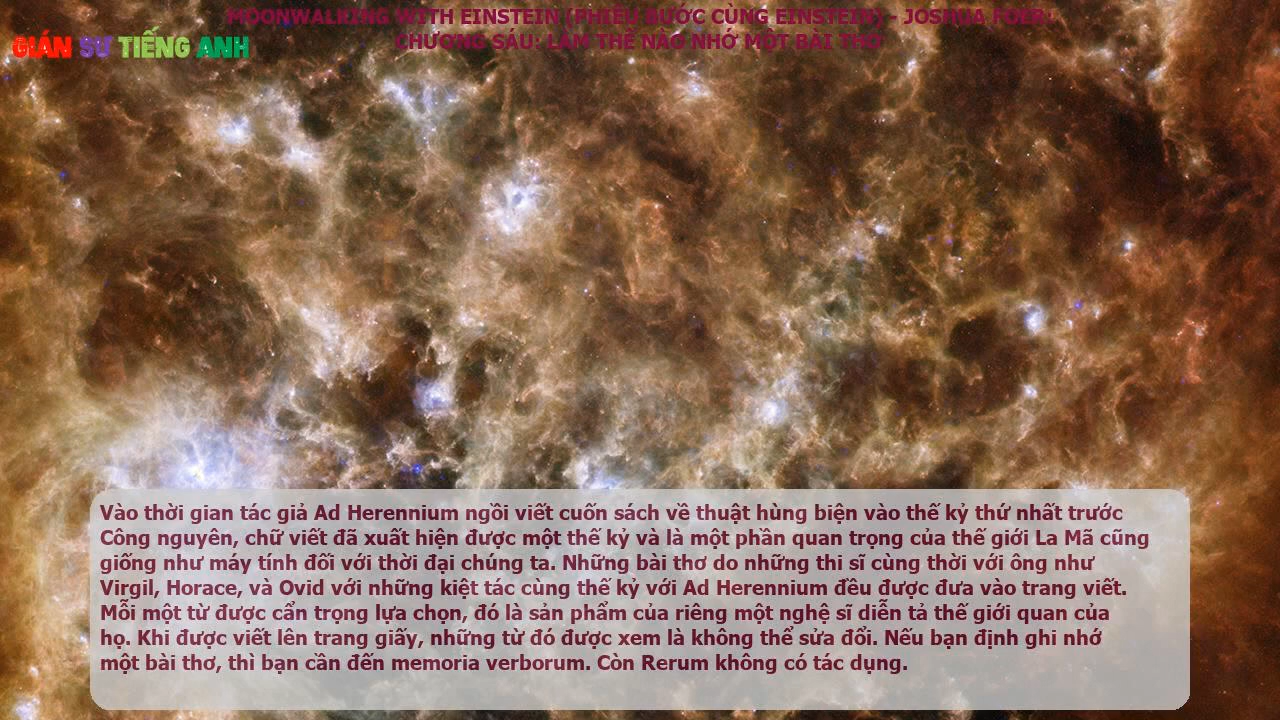 MOONWALKING WITH EINSTEIN (PHIÊU BƯỚC CÙNG EINSTEIN) - JOSHUA FOER
CHƯƠNG SÁU: LÀM THẾ NÀO NHỚ MỘT BÀI THƠ
GIÁN SỨ TIẾNG ANH
Vào thời gian tác giả Ad Herennium ngồi viết cuốn sách về thuật hùng biện vào thế kỷ thứ nhất trước
Công nguyên, chữ viết đã xuất hiện được một thế kỷ và là một phần quan trọng của thế giới La Mã cũng
giống như máy tính đối với thời đại chúng ta. Những bài thơ do những thi sĩ cùng thời với ông như
Virgil, Horace, và Ovid với những kiệt tác cùng thế kỷ với Ad Herennium đều được đưa vào trang viết.
Mỗi một từ được cẩn trọng lựa chọn, đó là sản phẩm của riêng một nghệ sĩ diễn tả thế giới quan của
họ. Khi được viết lên trang giấy, những từ đó được xem là không thể sửa đổi. Nếu bạn định ghi nhớ
một bài thơ, thì bạn cần đến memoria verborum. Còn Rerum không có tác dụng.